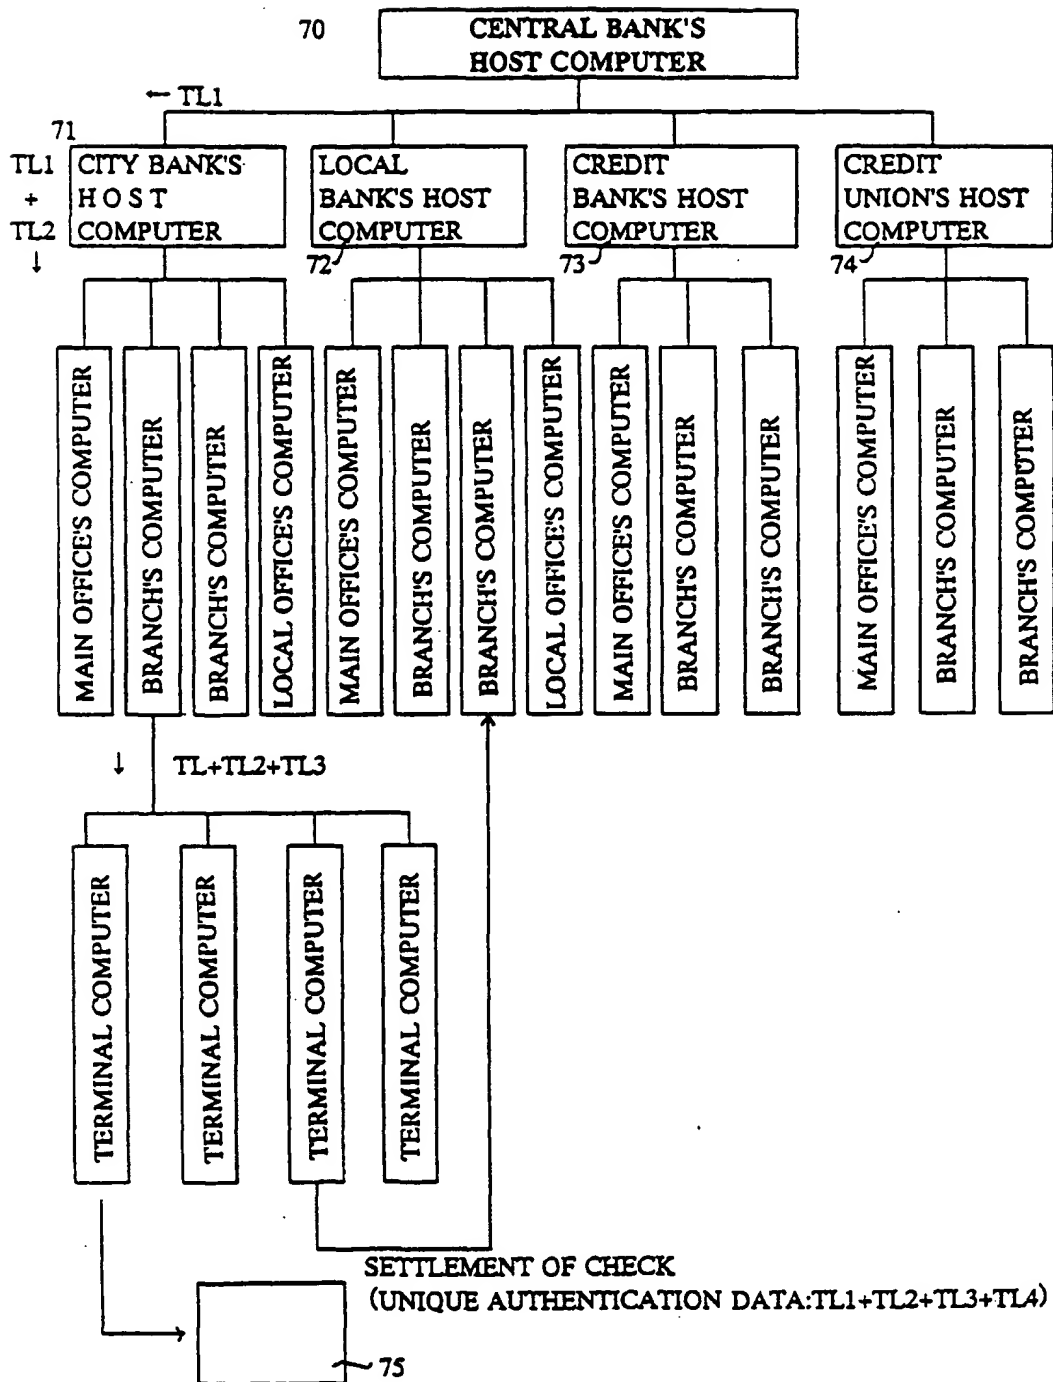 70
CENTRAL BANK'S
HOST COMPUTER
← TL1
71
TL1
+
TL2
↓
CITY BANK'S
HOST
COMPUTER
LOCAL
BANK'S HOST
COMPUTER
72
CREDIT
BANK'S HOST
COMPUTER
73
CREDIT
UNION'S HOST
COMPUTER
74
MAIN OFFICE'S COMPUTER
BRANCH'S COMPUTER
BRANCH'S COMPUTER
LOCAL OFFICE'S COMPUTER
MAIN OFFICE'S COMPUTER
BRANCH'S COMPUTER
BRANCH'S COMPUTER
LOCAL OFFICE'S COMPUTER
MAIN OFFICE'S COMPUTER
BRANCH'S COMPUTER
BRANCH'S COMPUTER
MAIN OFFICE'S COMPUTER
BRANCH'S COMPUTER
BRANCH'S COMPUTER
↓ TL+TL2+TL3
TERMINAL COMPUTER
TERMINAL COMPUTER
TERMINAL COMPUTER
TERMINAL COMPUTER
SETTLEMENT OF CHECK
(UNIQUE AUTHENTICATION DATA:TL1+TL2+TL3+TL4)
75